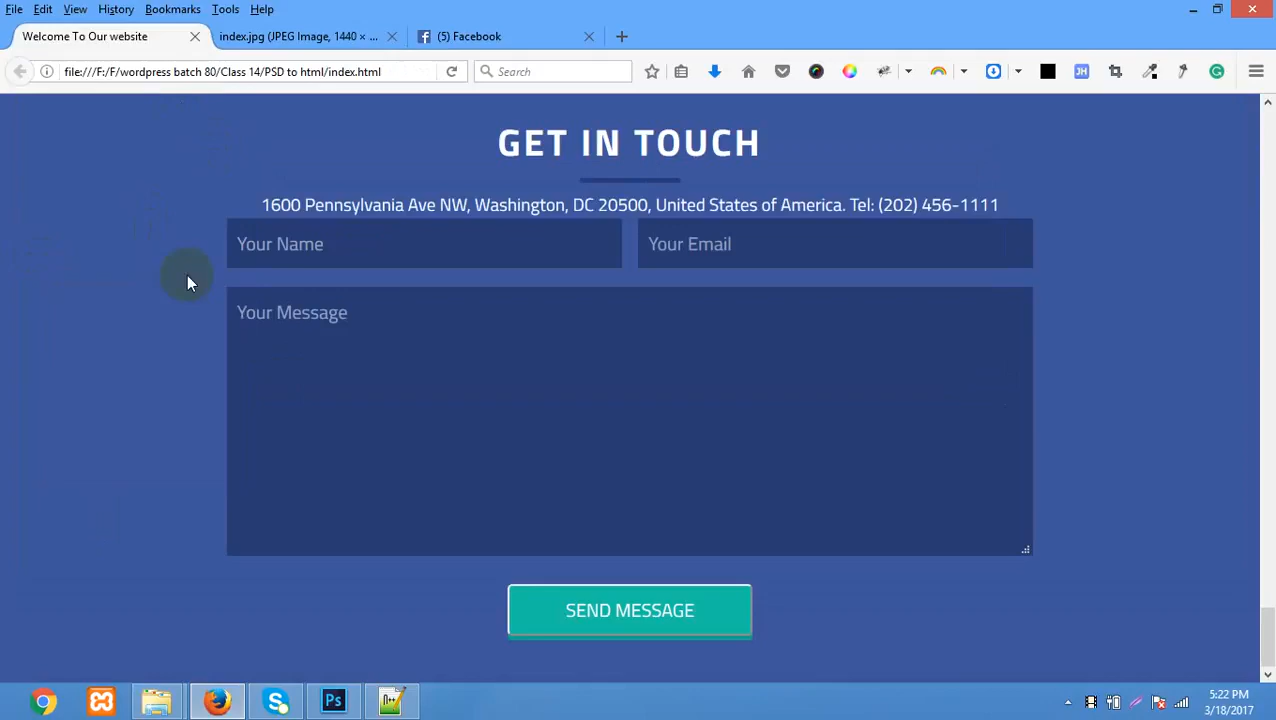 File Edit View History Bookmarks Tools Help
Welcome To Our website index.jpg (JPEG Image, 1440 × ... (5) Facebook
file:///F:/F/wordpress batch 80/Class 14/PSD to html/index.html Search JH G
GET IN TOUCH
1600 Pennsylvania Ave NW, Washington, DC 20500, United States of America. Tel: (202) 456-1111
Your Name Your Email
Your Message
SEND MESSAGE
Ps
5:22 PM
3/18/2017